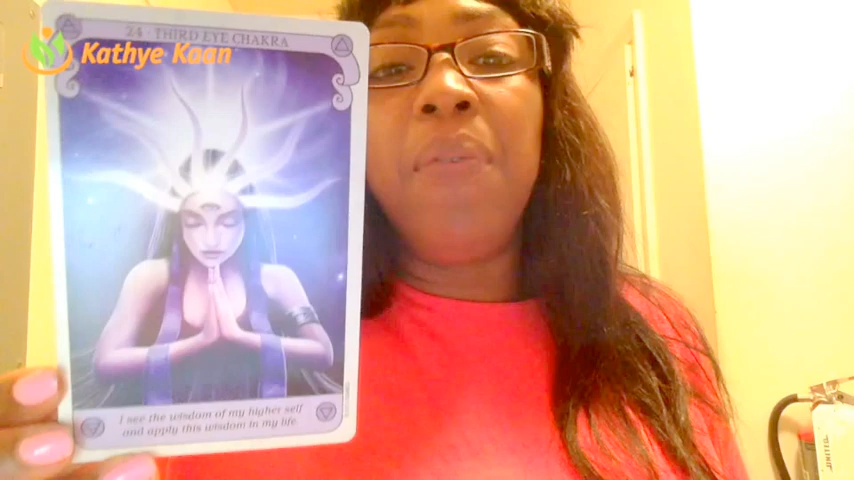 Kathye Kaan
24 - THIRD EYE CHAKRA
I see the wisdom of my higher self
and apply this wisdom in my life.